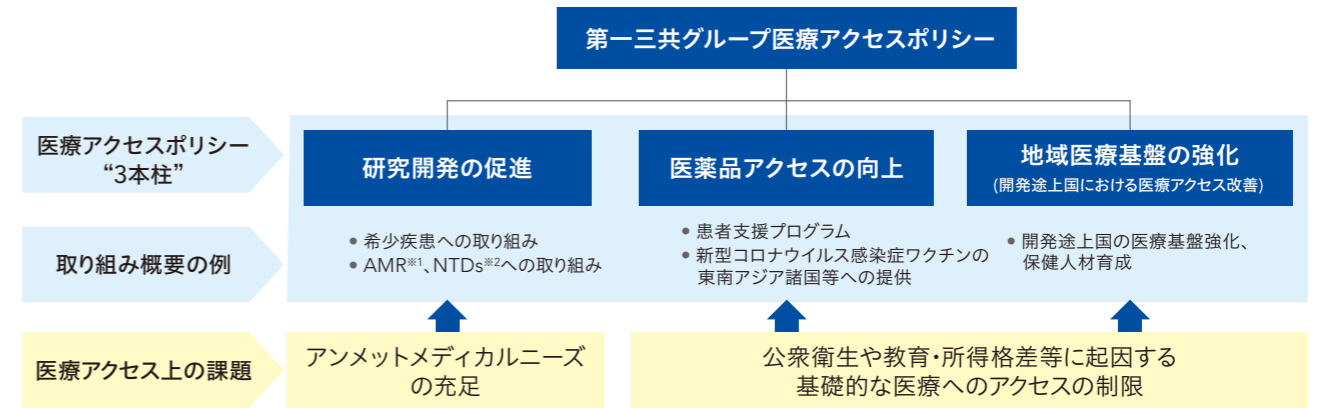 第一三共グループ医療アクセスポリシー
医療アクセスポリシー
“3本柱”
研究開発の促進
医薬品アクセスの向上
地域医療基盤の強化
(開発途上国における医療アクセス改善)
取り組み概要の例
• 希少疾患への取り組み
• AMR※1、NTDs※2への取り組み
• 患者支援プログラム
• 新型コロナウイルス感染症ワクチンの
東南アジア諸国等への提供
• 開発途上国の医療基盤強化、
保健人材育成
医療アクセス上の課題
アンメットメディカルニーズ
の充足
公衆衛生や教育・所得格差等に起因する
基礎的な医療へのアクセスの制限